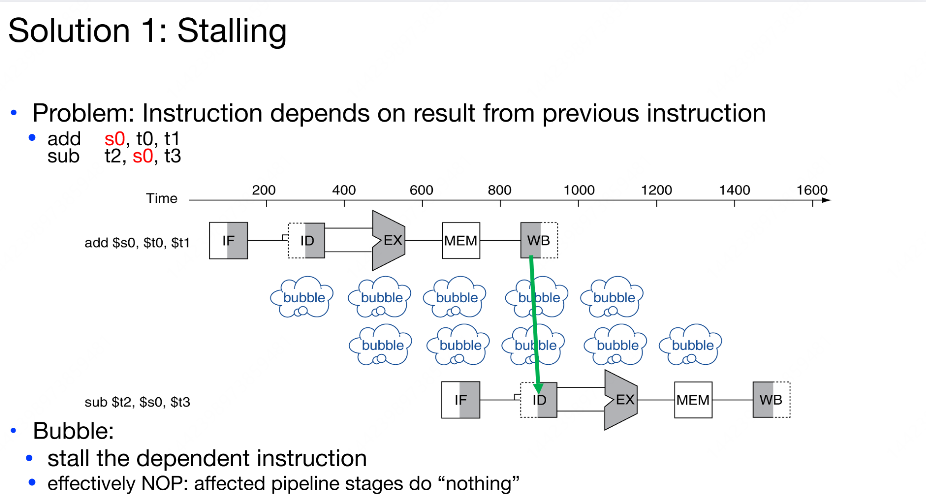 Solution 1: Stalling
• Problem: Instruction depends on result from previous instruction
• add s0, t0, t1
sub t2, s0, t3
Time 200 400 600 800 1000 1200 1400 1600
add $s0, $t0, $t1 IF ID EX MEM WB
bubble bubble bubble bubble bubble
bubble bubble bubble bubble bubble
sub $t2, $s0, $t3 IF ID EX MEM WB
• Bubble:
• stall the dependent instruction
• effectively NOP: affected pipeline stages do “nothing”